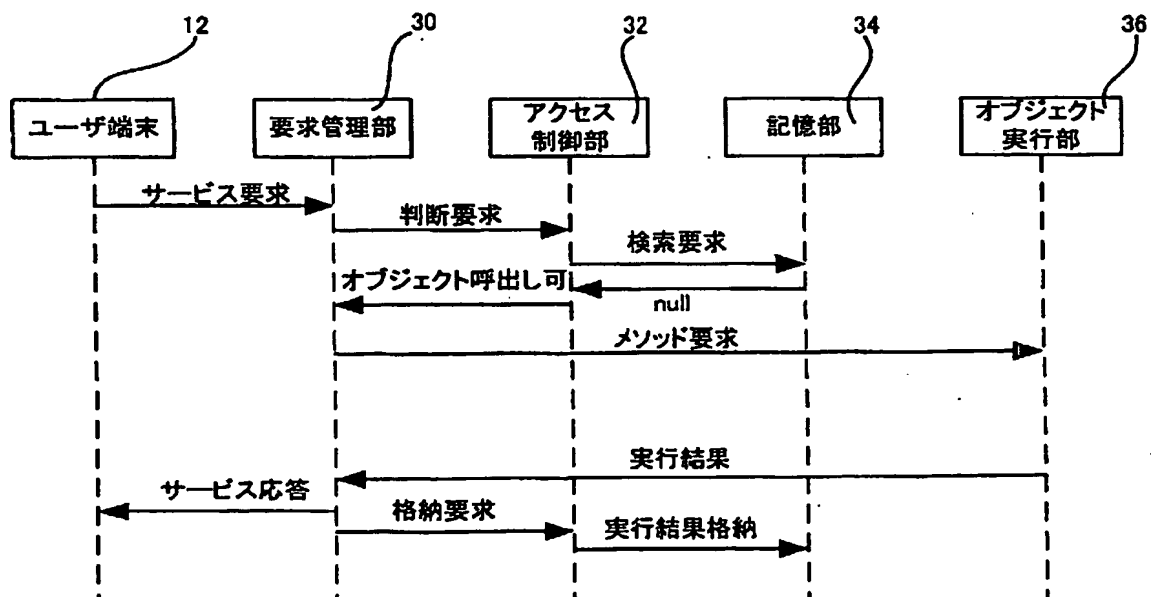 12
30
32
34
36
ユーザ端末
要求管理部
アクセス
制御部
記憶部
オブジェクト
実行部
サービス要求
判断要求
検索要求
オブジェクト呼出し可
null
メソッド要求
実行結果
サービス応答
格納要求
実行結果格納